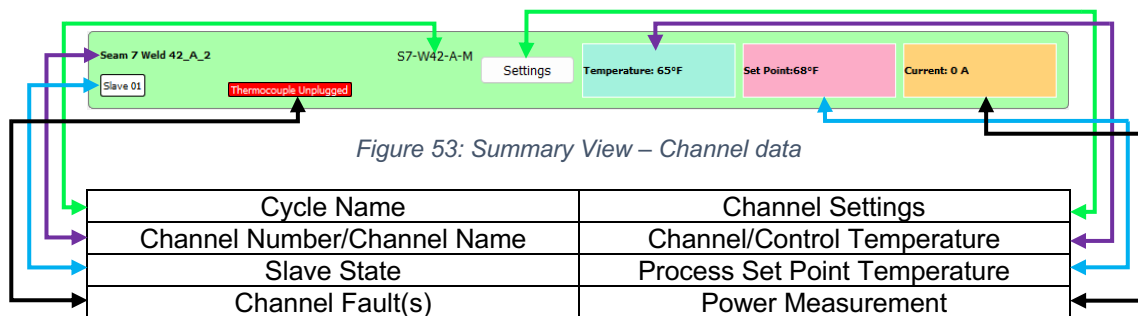 Seam 7 Weld 42_A_2
S7-W42-A-M
Settings
Temperature: 65°F
Set Point:68°F
Current: 0 A
Slave 01
Thermocouple Unplugged
Figure 53: Summary View – Channel data
Cycle Name
Channel Settings
Channel Number/Channel Name
Channel/Control Temperature
Slave State
Process Set Point Temperature
Channel Fault(s)
Power Measurement